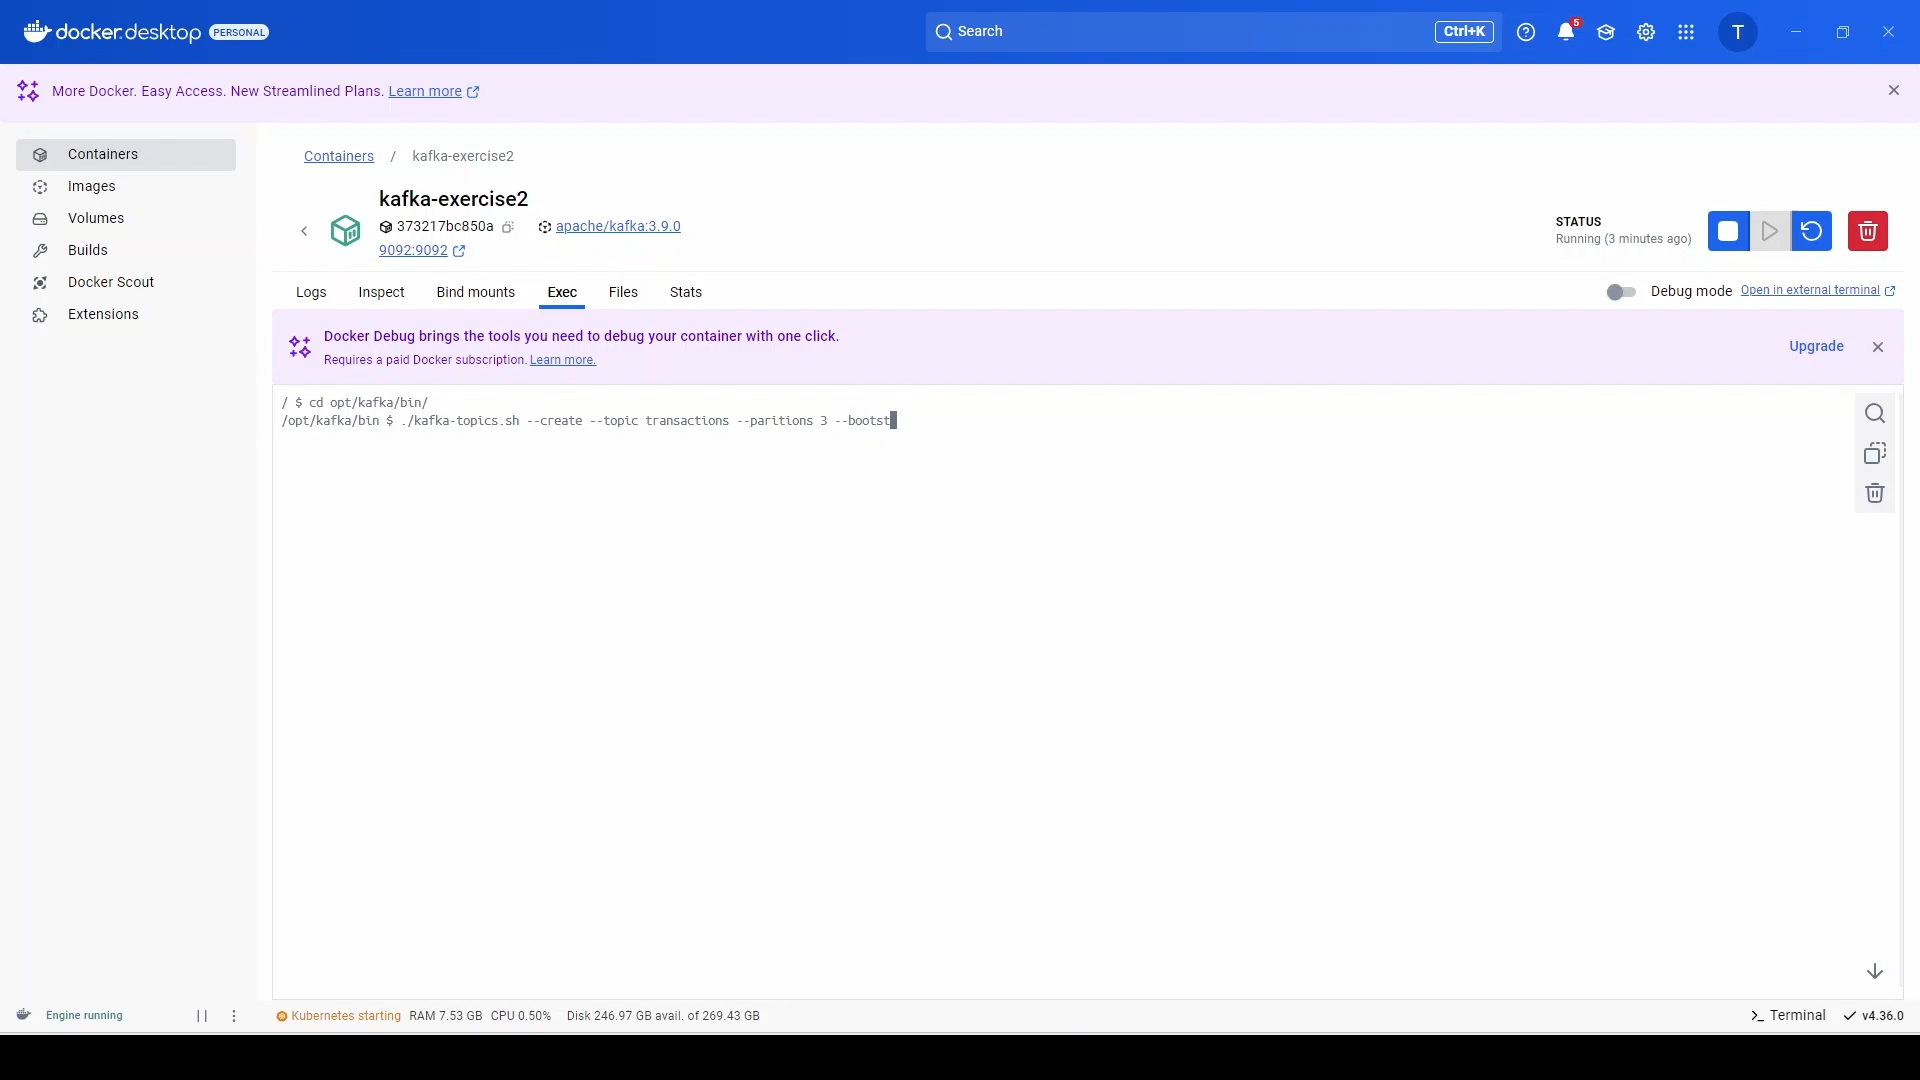 docker.desktop PERSONAL
Search Ctrl+K
5
T
More Docker. Easy Access. New Streamlined Plans. Learn more
Containers
Images
Volumes
Builds
Docker Scout
Extensions
Containers / kafka-exercise2
kafka-exercise2
373217bc850a apache/kafka:3.9.0
9092:9092
STATUS
Running (3 minutes ago)
Logs Inspect Bind mounts Exec Files Stats
Debug mode Open in external terminal
Docker Debug brings the tools you need to debug your container with one click.
Requires a paid Docker subscription. Learn more.
Upgrade
/ $ cd opt/kafka/bin/
/opt/kafka/bin $ ./kafka-topics.sh --create --topic transactions --paritions 3 --bootst
Engine running
Kubernetes starting RAM 7.53 GB CPU 0.50% Disk 246.97 GB avail. of 269.43 GB
Terminal v4.36.0